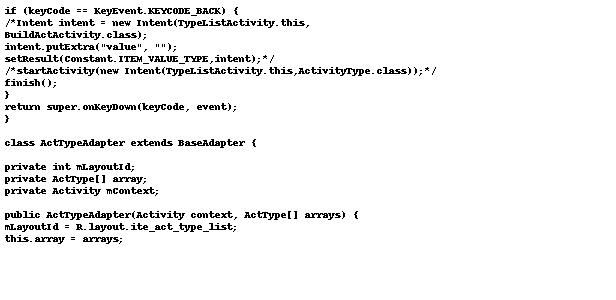 if (keyCode == KeyEvent.KEYCODE_BACK) {
/*Intent intent = new Intent(TypeListActivity.this,
BuildActActivity.class);
intent.putExtra("value", "");
setResult(Constant.ITEM_VALUE_TYPE,intent);*/
/*startActivity(new Intent(TypeListActivity.this,ActivityType.class));*/
finish();
}
return super.onKeyDown(keyCode, event);
}

class ActTypeAdapter extends BaseAdapter {

private int mLayoutId;
private ActType[] array;
private Activity mContext;

public ActTypeAdapter(Activity context, ActType[] arrays) {
mLayoutId = R.layout.ite_act_type_list;
this.array = arrays;